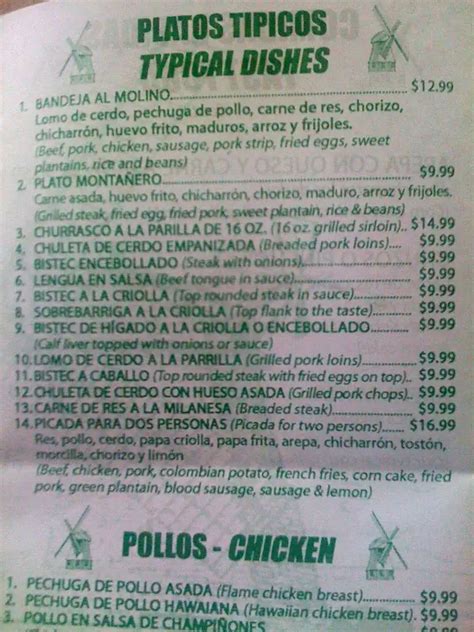 PLATOS TIPICOS
TYPICAL DISHES
1. BANDEJA AL MOLINO................$12.99
Lomo de cerdo, pechuga de pollo, carne de res, chorizo,
chicharrón, huevo frito, maduros, arroz y frijoles.
(Beef, pork, chicken, sausage, pork strip, fried eggs, sweet
plantains, rice and beans)
2. PLATO MONTAÑERO................$9.99
Carne asada, huevo frito, chicharrón, chorizo, maduro, arroz y frijoles.
(Grilled steak, fried egg, fried pork, sweet plantain, rice & beans)
3. CHURRASCO A LA PARILLA DE 16 OZ. (16 oz. grilled sirloin)..$14.99
4. CHULETA DE CERDO EMPANIZADA (Breaded pork loins)....$9.99
5. BISTEC ENCEBOLLADO (Steak with onions)................$9.99
6. LENGUA EN SALSA (Beef tongue in sauce)................$9.99
7. BISTEC A LA CRIOLLA (Top rounded steak in sauce)........$9.99
8. SOBREBARRIGA A LA CRIOLLA (Top flank to the taste)......$9.99
9. BISTEC DE HÍGADO A LA CRIOLLA O ENCEBOLLADO........$9.99
(Calf liver topped with onions or sauce)
10. LOMO DE CERDO A LA PARRILLA (Grilled pork loins)........$9.99
11. BISTEC A CABALLO (Top rounded steak with fried eggs on top)..$9.99
12. CHULETA DE CERDO CON HUESO ASADA (Grilled pork chops)..$9.99
13. CARNE DE RES A LA MILANESA (Breaded steak)............$9.99
14. PICADA PARA DOS PERSONAS (Picada for two persons)......$16.99
Res, pollo, cerdo, papa criolla, papa frita, arepa, chicharrón, tostón,
morcilla, chorizo y limón
(Beef, chicken, pork, colombian potato, french fries, corn cake, fried
pork, green plantain, blood sausage, sausage & lemon)
POLLOS - CHICKEN
1. PECHUGA DE POLLO ASADA (Flame chicken breast)........$9.99
2. PECHUGA DE POLLO HAWAIANA (Hawaiian chicken breast).$9.99
3. POLLO EN SALSA DE CHAMPIÑONES